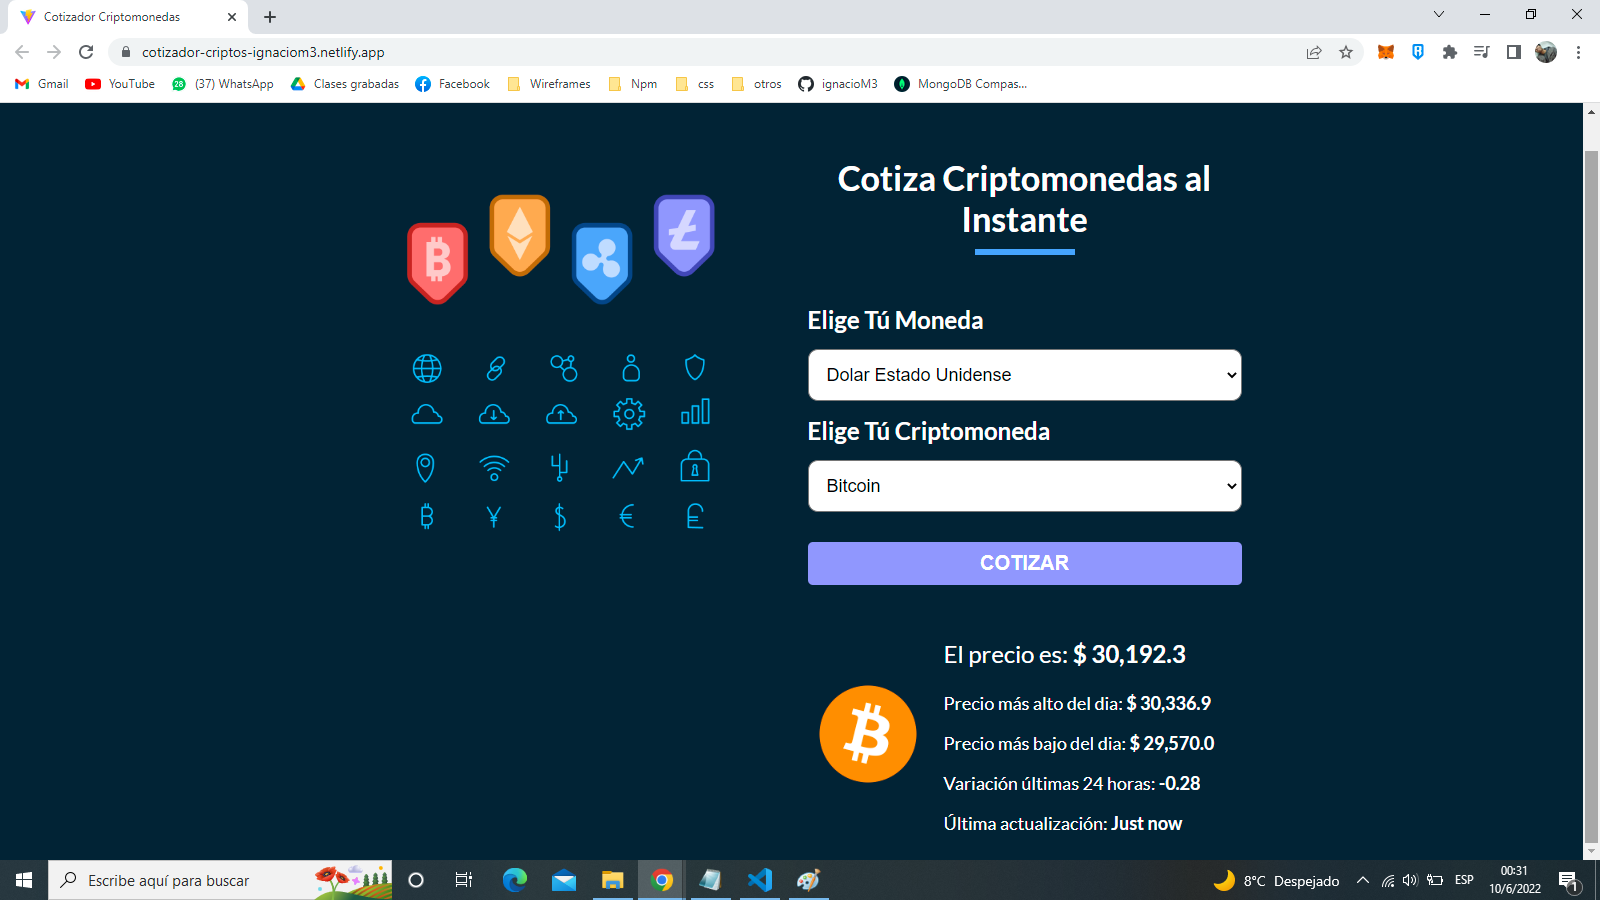 Cotizador Criptomonedas
cotizador-criptos-ignaciom3.netlify.app
Gmail
YouTube
28
(37) WhatsApp
Clases grabadas
Facebook
Wireframes
Npm
css
otros
ignacioM3
MongoDB Compas...
Cotiza Criptomonedas al
Instante
Elige Tú Moneda
Dolar Estado Unidense
Elige Tú Criptomoneda
Bitcoin
COTIZAR
El precio es: $ 30,192.3
Precio más alto del dia: $ 30,336.9
Precio más bajo del dia: $ 29,570.0
Variación últimas 24 horas: -0.28
Última actualización: Just now
Escribe aquí para buscar
8°C Despejado
ESP
00:31
10/6/2022
1